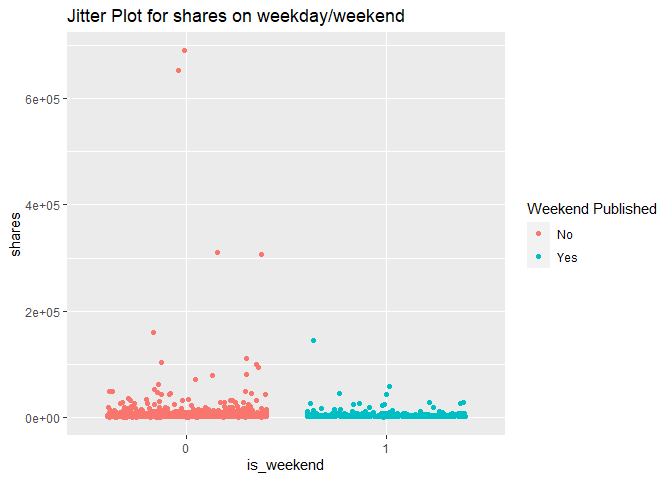 Jitter Plot for shares on weekday/weekend
6e+05
4e+05
2e+05
0e+00
shares
0
1
is_weekend
Weekend Published
No
Yes